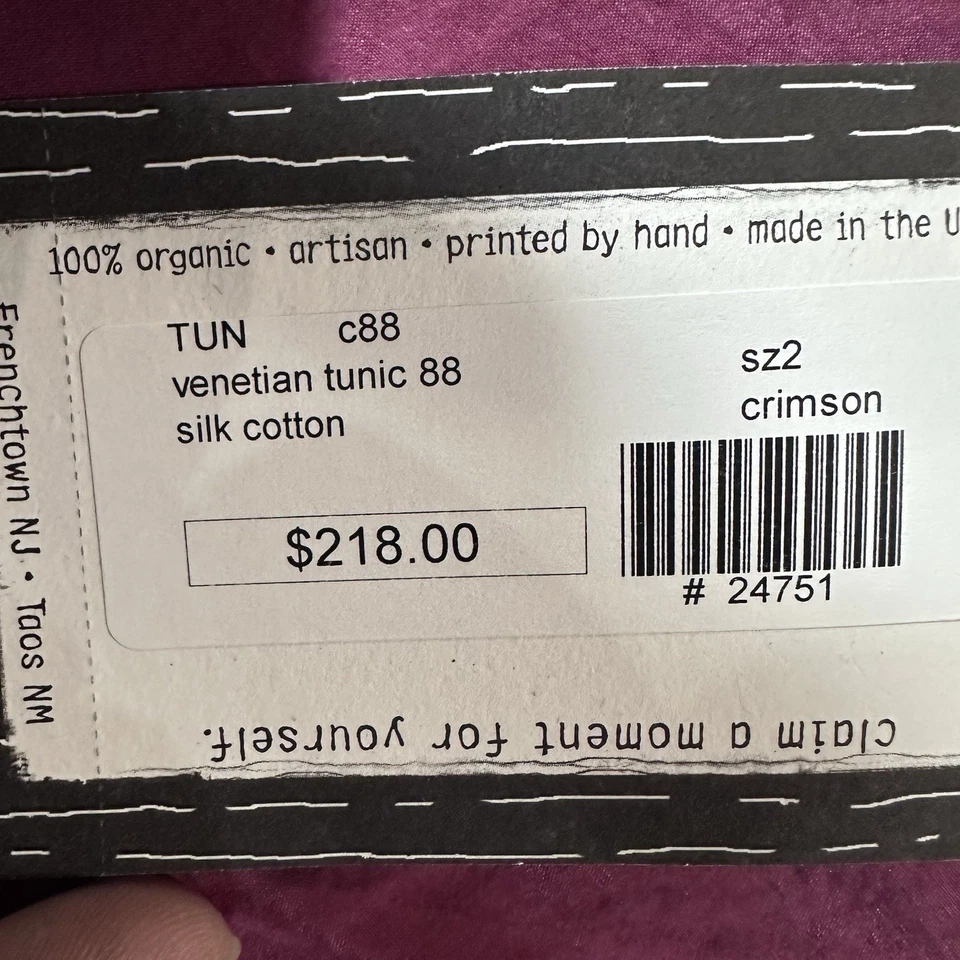 100% organic • artisan • printed by hand • made in the U
TUN c88
venetian tunic 88
silk cotton
sz2
crimson
$218.00
# 24751
Frenchtown NJ • Taos NM
claim a moment for yourself.